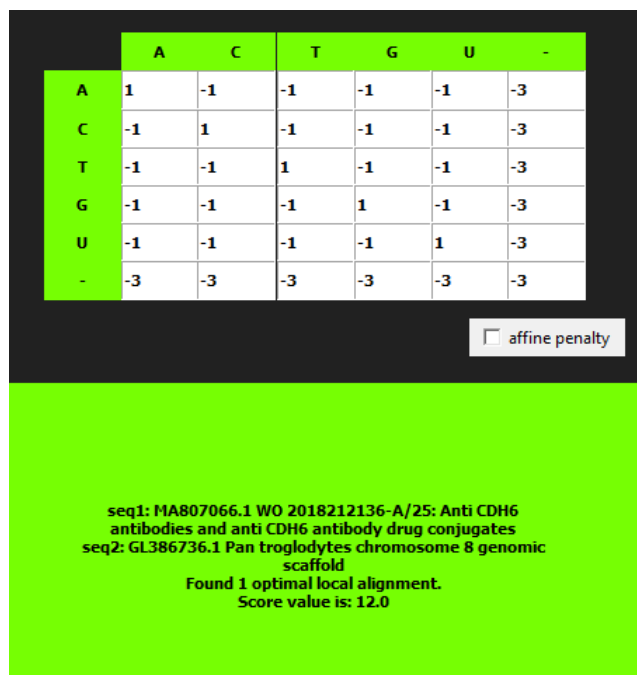 A C T G U -
A 1 -1 -1 -1 -1 -3
C -1 1 -1 -1 -1 -3
T -1 -1 1 -1 -1 -3
G -1 -1 -1 1 -1 -3
U -1 -1 -1 -1 1 -3
- -3 -3 -3 -3 -3 -3
affine penalty
seq1: MA807066.1 WO 2018212136-A/25: Anti CDH6
antibodies and anti CDH6 antibody drug conjugates
seq2: GL386736.1 Pan troglodytes chromosome 8 genomic
scaffold
Found 1 optimal local alignment.
Score value is: 12.0